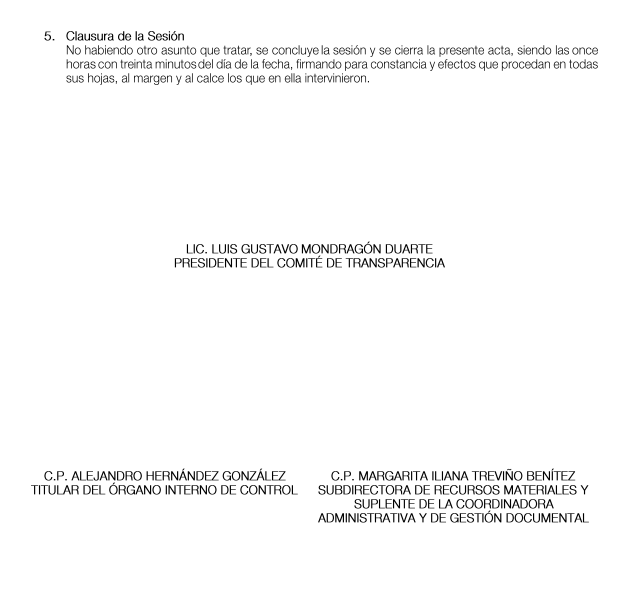 5. Clausura de la Sesión
No habiendo otro asunto que tratar, se concluye la sesión y se cierra la presente acta, siendo las once
horas con treinta minutos del día de la fecha, firmando para constancia y efectos que procedan en todas
sus hojas, al margen y al calce los que en ella intervinieron.
LIC. LUIS GUSTAVO MONDRAGÓN DUARTE
PRESIDENTE DEL COMITÉ DE TRANSPARENCIA
C.P. ALEJANDRO HERNÁNDEZ GONZÁLEZ
TITULAR DEL ÓRGANO INTERNO DE CONTROL
C.P. MARGARITA ILIANA TREVIÑO BENÍTEZ
SUBDIRECTORA DE RECURSOS MATERIALES Y
SUPLENTE DE LA COORDINADORA
ADMINISTRATIVA Y DE GESTIÓN DOCUMENTAL